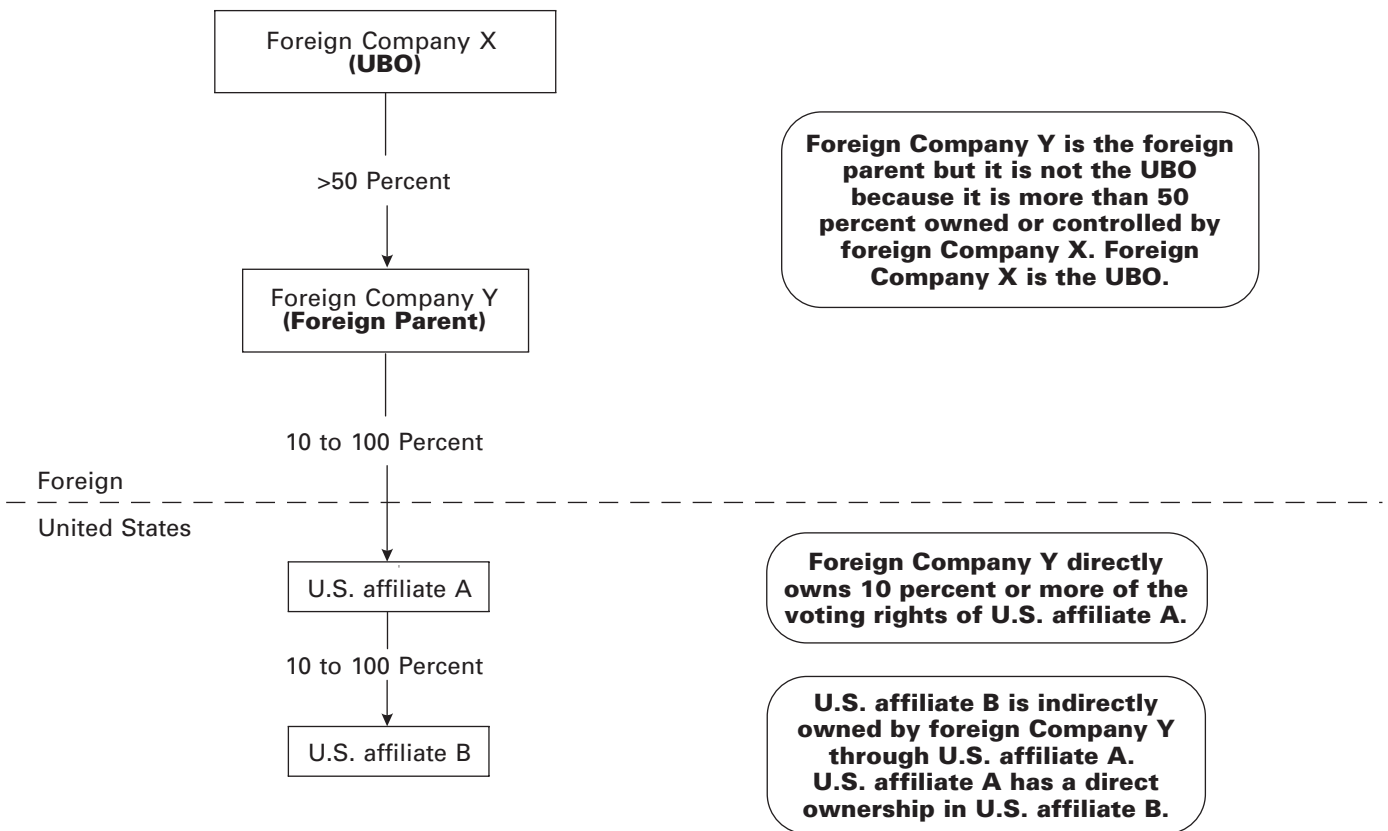 Foreign Company X
(UBO)
>50 Percent
Foreign Company Y is the foreign
parent but it is not the UBO
because it is more than 50
percent owned or controlled by
foreign Company X. Foreign
Company X is the UBO.
Foreign Company Y
(Foreign Parent)
10 to 100 Percent
Foreign
United States
U.S. affiliate A
Foreign Company Y directly
owns 10 percent or more of the
voting rights of U.S. affiliate A.
10 to 100 Percent
U.S. affiliate B
U.S. affiliate B is indirectly
owned by foreign Company Y
through U.S. affiliate A.
U.S. affiliate A has a direct
ownership in U.S. affiliate B.